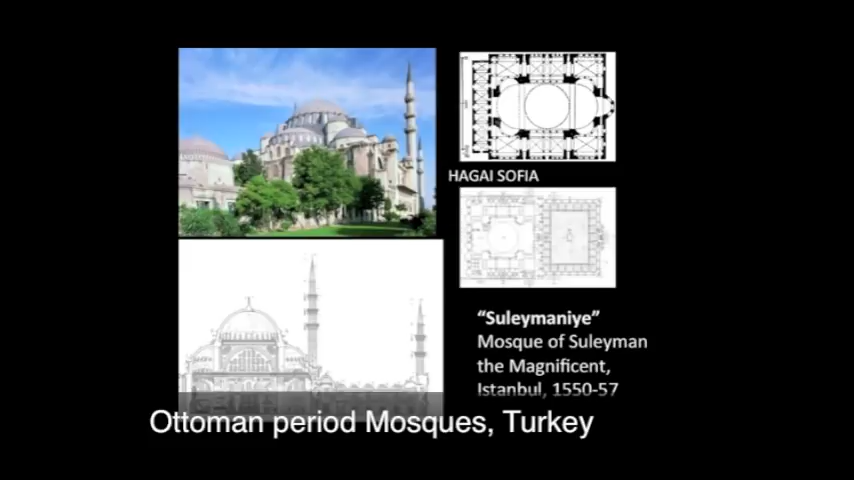 HAGAI SOFIA
“Suleymaniye”
Mosque of Suleyman
the Magnificent,
Istanbul, 1550-57
Ottoman period Mosques, Turkey